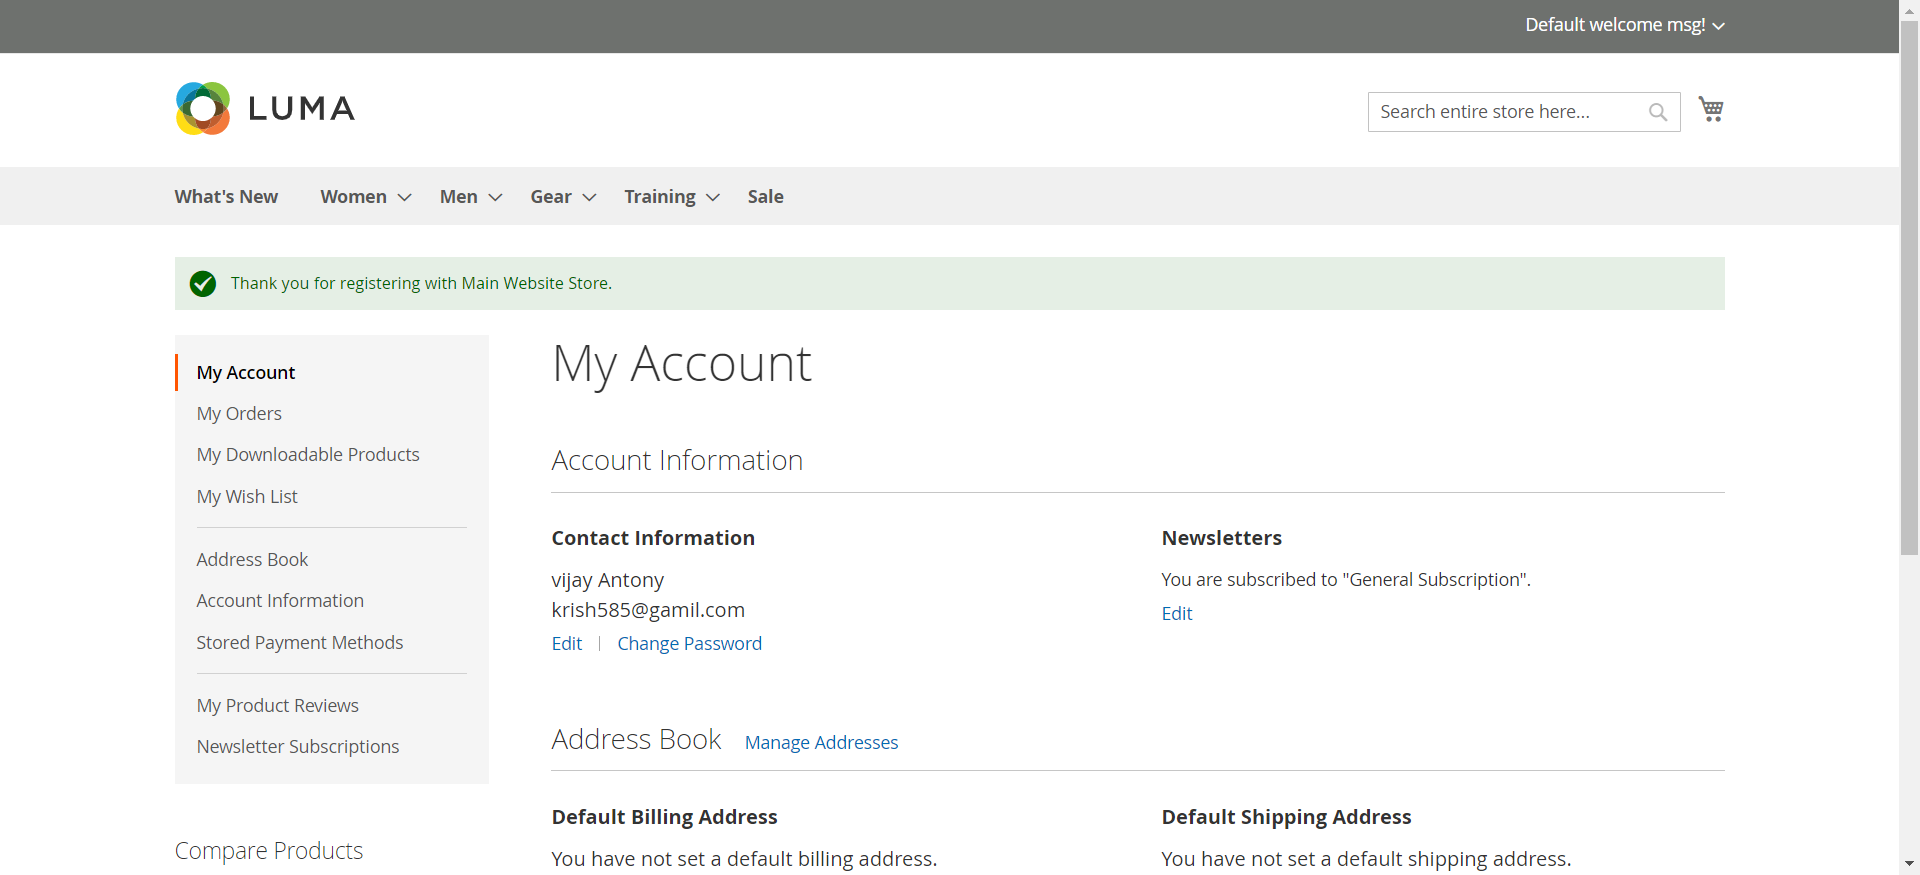 Default welcome msg!
LUMA
Search entire store here...
What's New Women Men Gear Training Sale
Thank you for registering with Main Website Store.
My Account
My Orders
My Downloadable Products
My Wish List
Address Book
Account Information
Stored Payment Methods
My Product Reviews
Newsletter Subscriptions
Compare Products
My Account
Account Information
Contact Information
vijay Antony
krish585@gamil.com
Edit | Change Password
Newsletters
You are subscribed to "General Subscription".
Edit
Address Book Manage Addresses
Default Billing Address
You have not set a default billing address.
Default Shipping Address
You have not set a default shipping address.